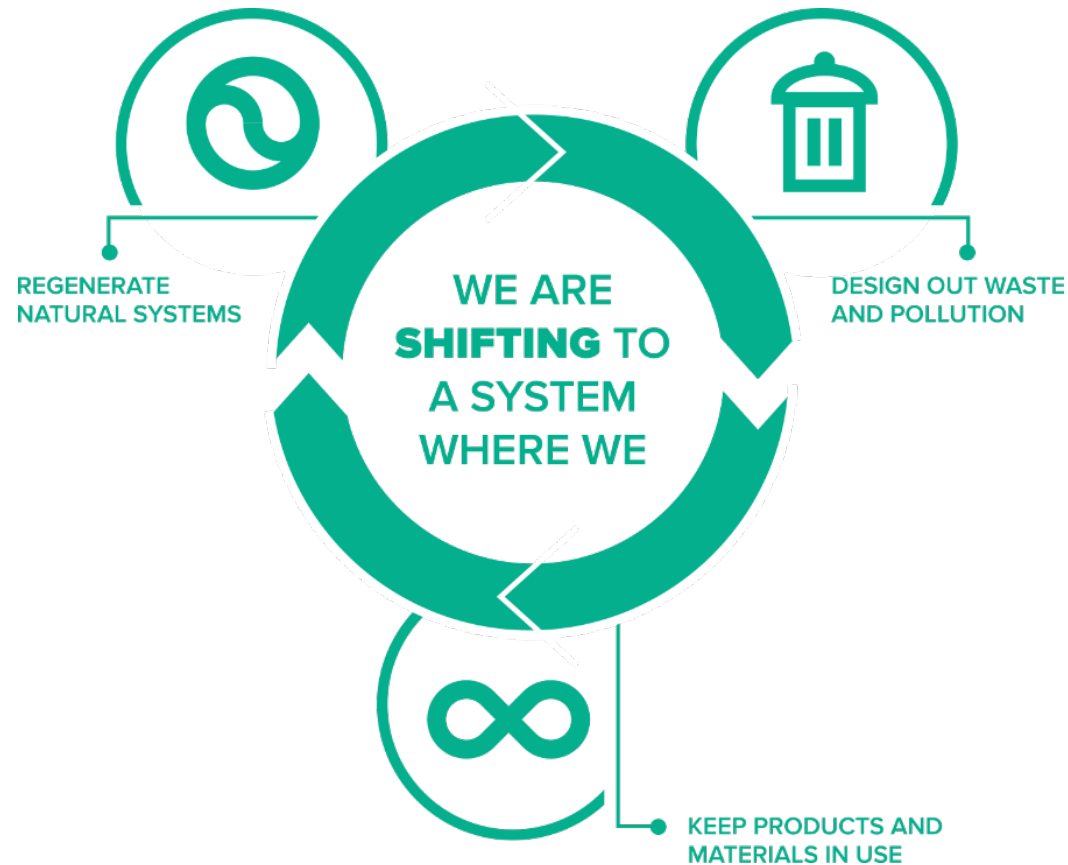 REGENERATE
NATURAL SYSTEMS
DESIGN OUT WASTE
AND POLLUTION
WE ARE
SHIFTING TO
A SYSTEM
WHERE WE
KEEP PRODUCTS AND
MATERIALS IN USE